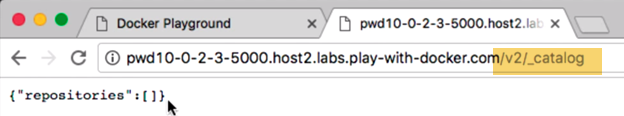 Docker Playground
pwd10-0-2-3-5000.host2.lab
pwd10-0-2-3-5000.host2.labs.play-with-docker.com/v2/_catalog
{"repositories":[]}